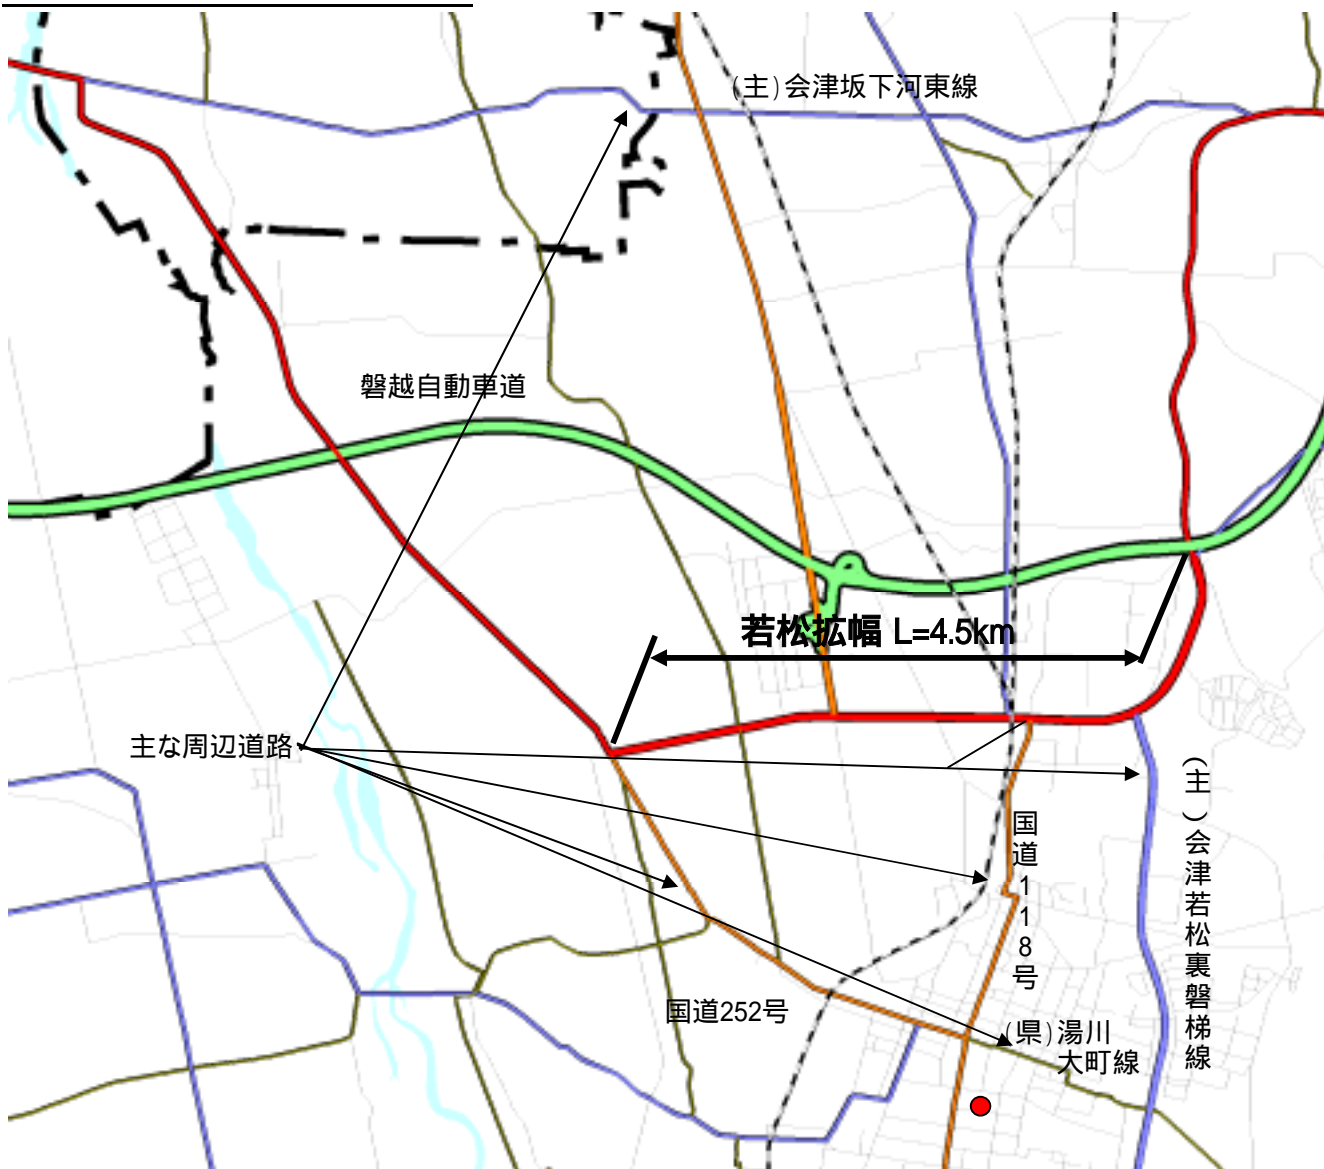 (主)会津坂下河東線
磐越自動車道
若松拡幅 L=4.5km
主な周辺道路
(主)会津若松裏磐梯線
国道118号
国道252号
(県)湯川
大町線